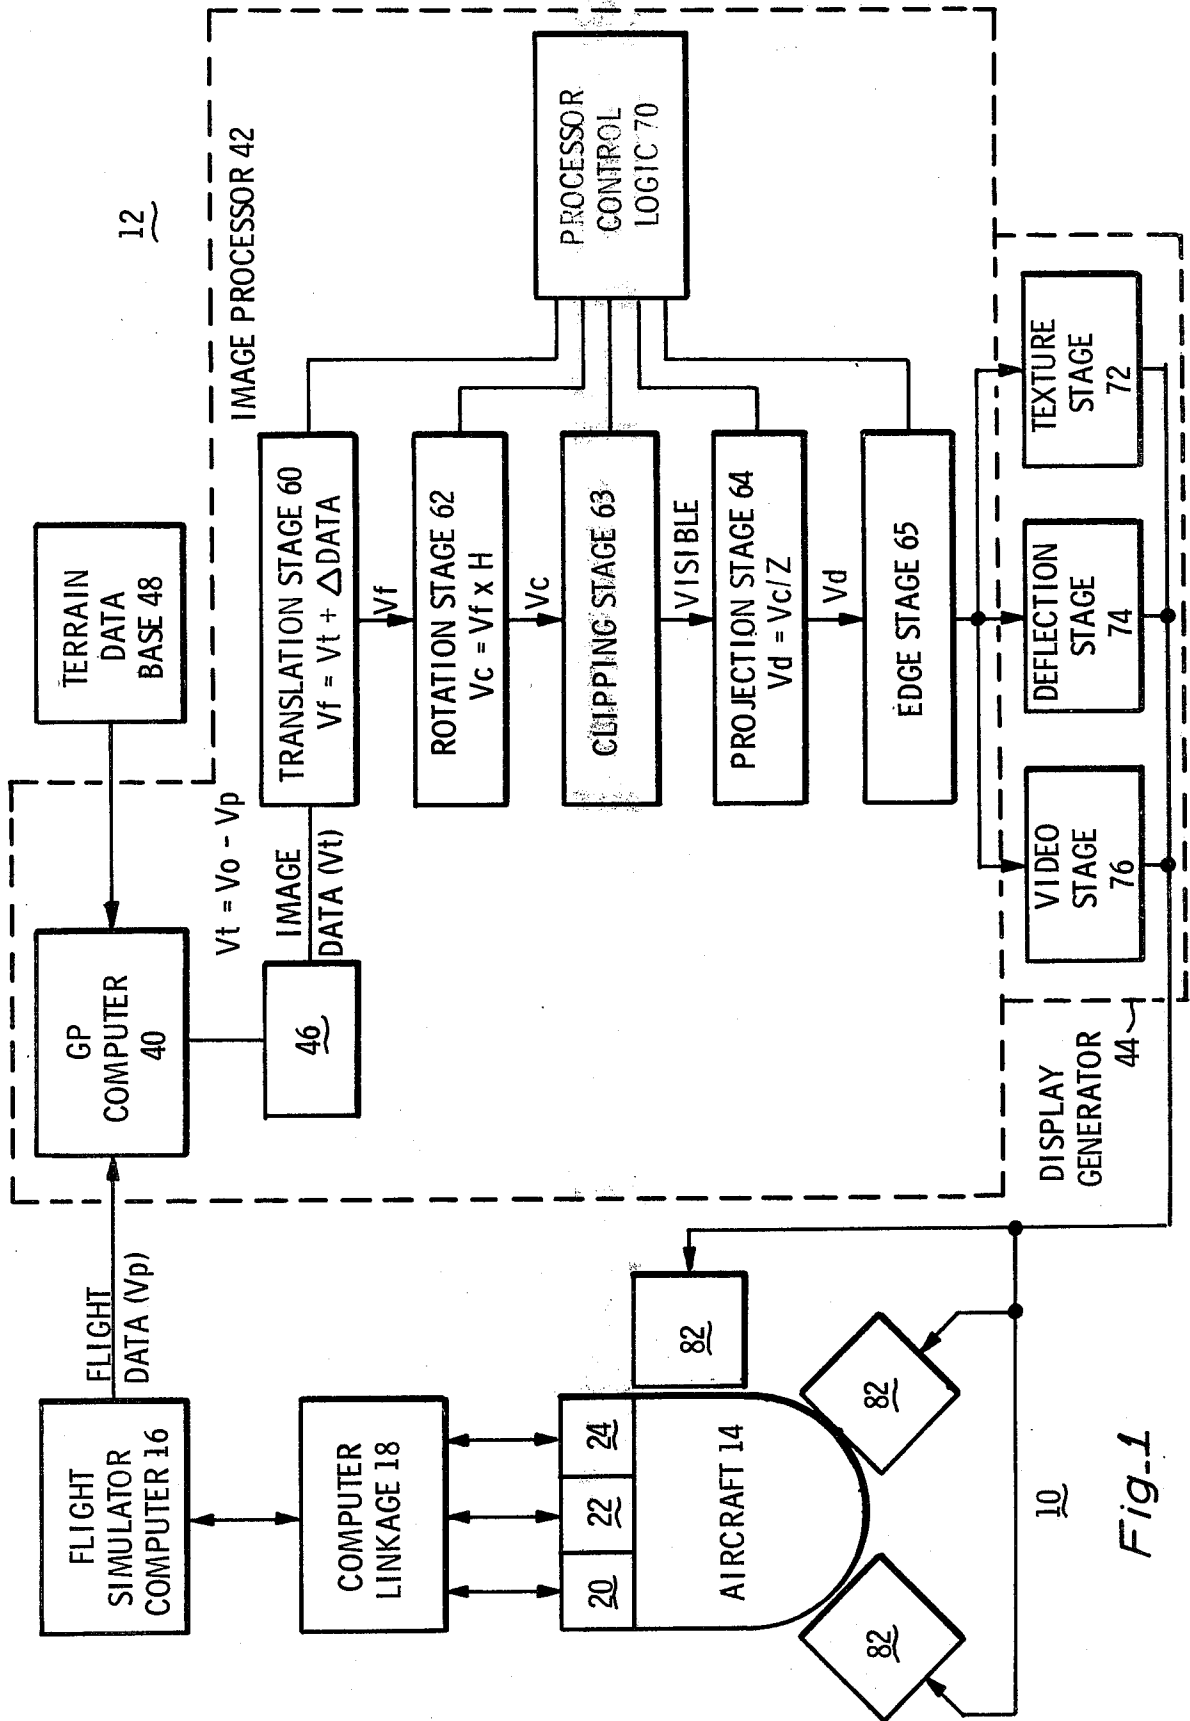 FLIGHT
SIMULATOR
COMPUTER 16
FLIGHT
DATA (Vp)
GP
COMPUTER
40
TERRAIN
DATA
BASE 48
12
COMPUTER
LINKAGE 18
46
Vt = Vo - Vp
IMAGE
DATA (Vt)
IMAGE PROCESSOR 42
TRANSLATION STAGE 60
Vf = Vt + ΔDATA
Vf
ROTATION STAGE 62
Vc = Vf x H
Vc
CLIPPING STAGE 63
VISIBLE
PROJECTION STAGE 64
Vd = Vc/Z
Vd
EDGE STAGE 65
PROCESSOR
CONTROL
LOGIC 70
20
22
24
AIRCRAFT 14
82
82
82
DISPLAY
GENERATOR
44
VIDEO
STAGE
76
DEFLECTION
STAGE
74
TEXTURE
STAGE
72
10
Fig_1